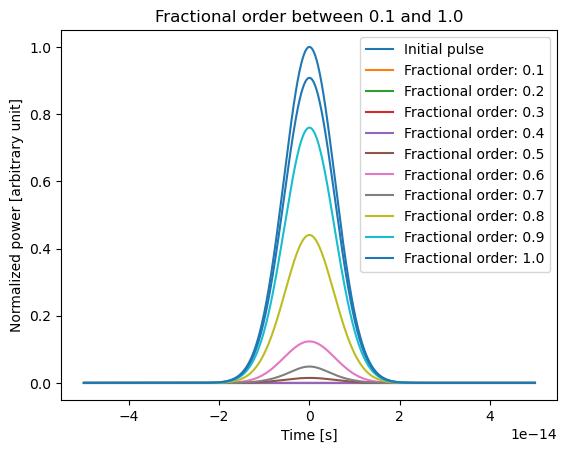 Fractional order between 0.1 and 1.0
Normalized power [arbitrary unit]
1.0
0.8
0.6
0.4
0.2
0.0
Initial pulse
Fractional order: 0.1
Fractional order: 0.2
Fractional order: 0.3
Fractional order: 0.4
Fractional order: 0.5
Fractional order: 0.6
Fractional order: 0.7
Fractional order: 0.8
Fractional order: 0.9
Fractional order: 1.0
−4 −2 0 2 4
Time [s]
1e−14